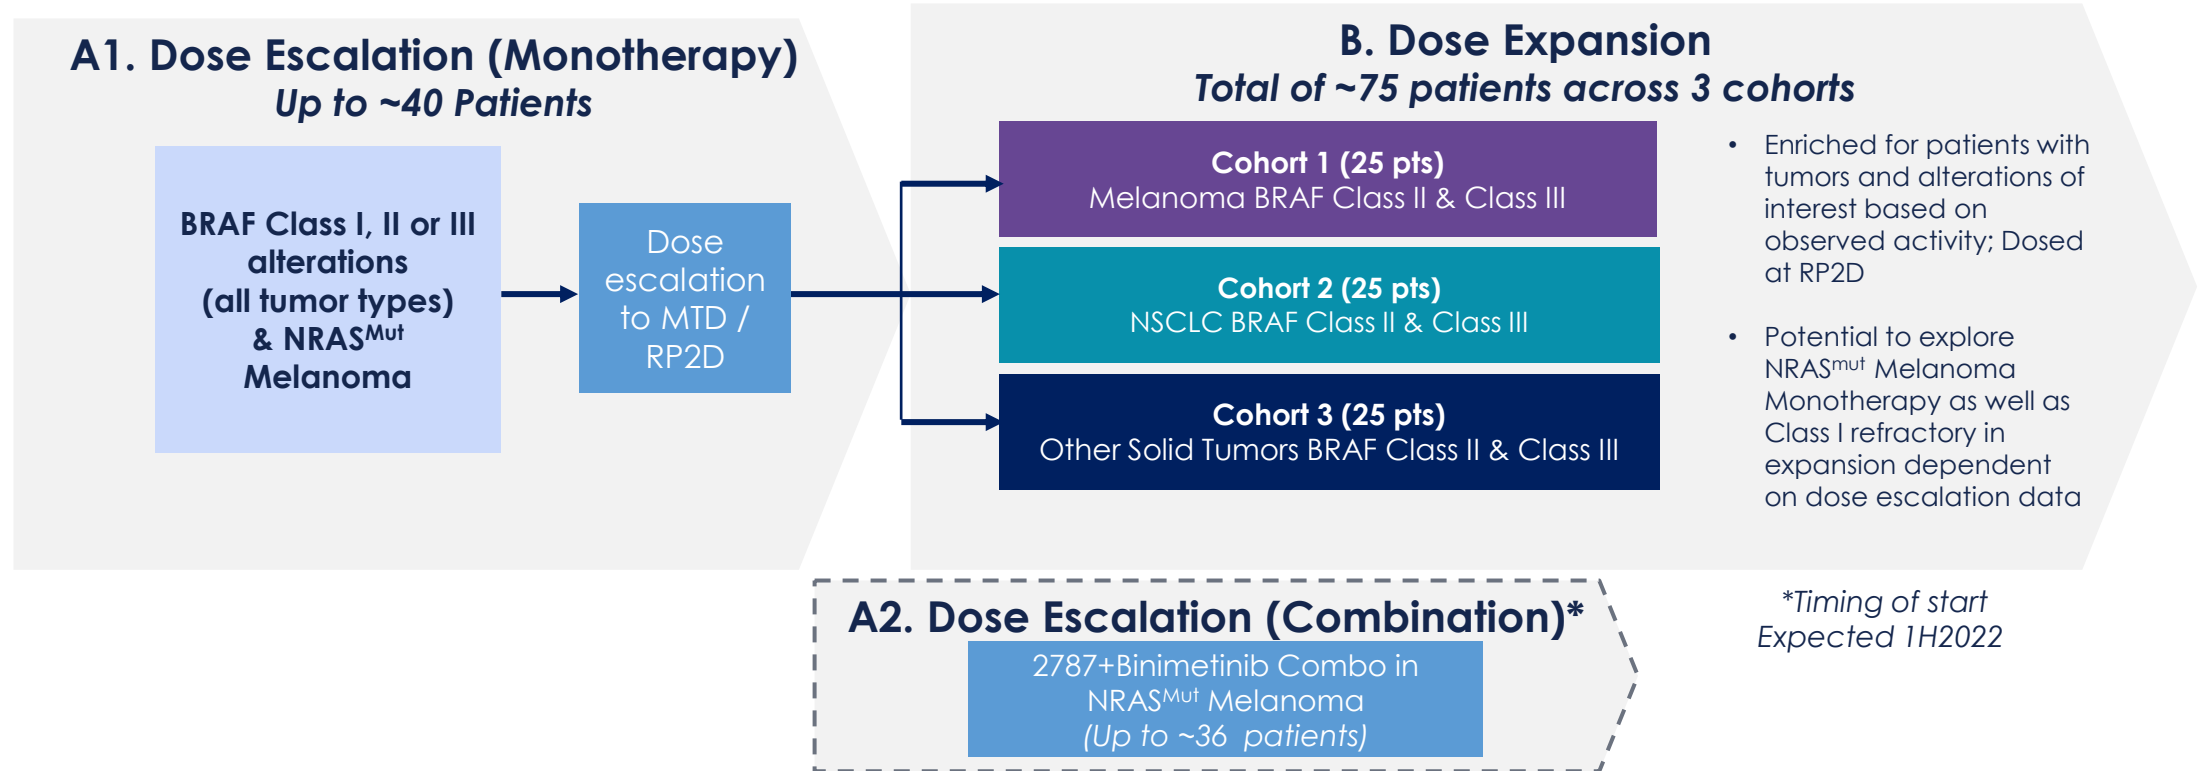 A1. Dose Escalation (Monotherapy)
Up to ~40 Patients
BRAF Class I, II or III
alterations
(all tumor types)
& NRASMut
Melanoma
Dose
escalation
to MTD /
RP2D
B. Dose Expansion
Total of ~75 patients across 3 cohorts
Cohort 1 (25 pts)
Melanoma BRAF Class II & Class III
Cohort 2 (25 pts)
NSCLC BRAF Class II & Class III
Cohort 3 (25 pts)
Other Solid Tumors BRAF Class II & Class III
• Enriched for patients with
tumors and alterations of
interest based on
observed activity; Dosed
at RP2D
• Potential to explore
NRASmut Melanoma
Monotherapy as well as
Class I refractory in
expansion dependent
on dose escalation data
A2. Dose Escalation (Combination)*
2787+Binimetinib Combo in
NRASMut Melanoma
(Up to ~36 patients)
*Timing of start
Expected 1H2022